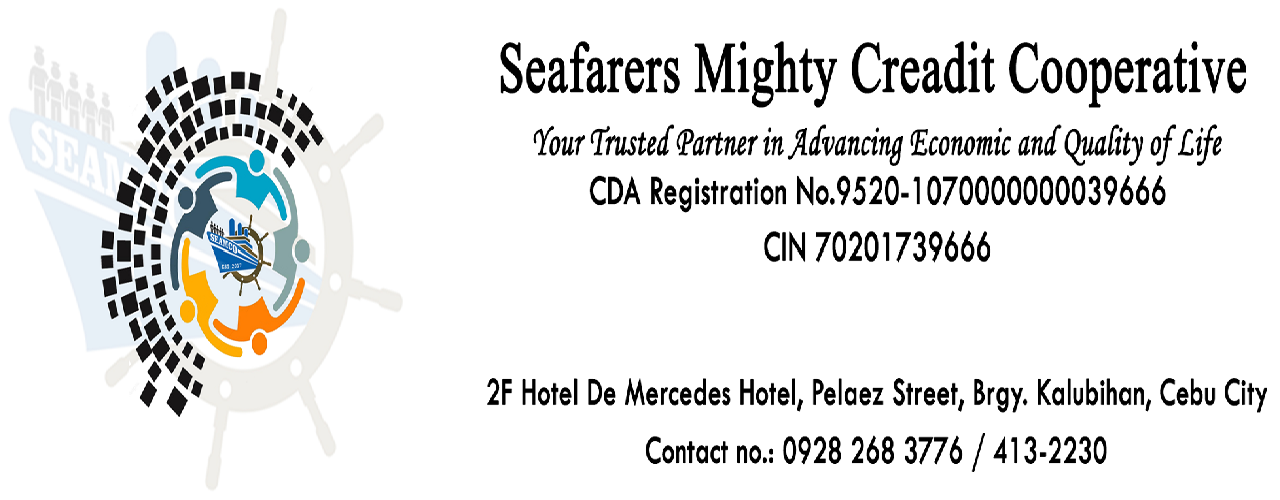 Seafarers Mighty Creadit Cooperative
Your Trusted Partner in Advancing Economic and Quality of Life
CDA Registration No.9520-1070000000039666
CIN 70201739666
2F Hotel De Mercedes Hotel, Pelaez Street, Brgy. Kalubihan, Cebu City
Contact no.: 0928 268 3776 / 413-2230
SEAM
SEAMCO